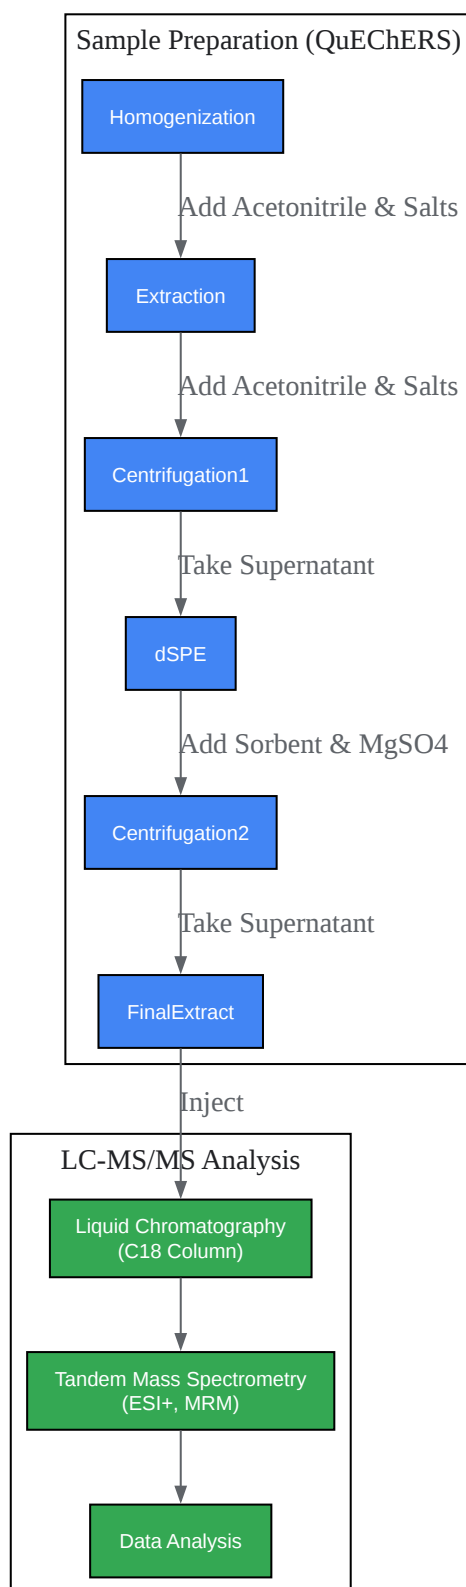 Sample Preparation (QuEChERS)
Homogenization
Add Acetonitrile & Salts
Extraction
Add Acetonitrile & Salts
Centrifugation1
Take Supernatant
dSPE
Add Sorbent & MgSO4
Centrifugation2
Take Supernatant
FinalExtract
Inject
LC-MS/MS Analysis
Liquid Chromatography
(C18 Column)
Tandem Mass Spectrometry
(ESI+, MRM)
Data Analysis